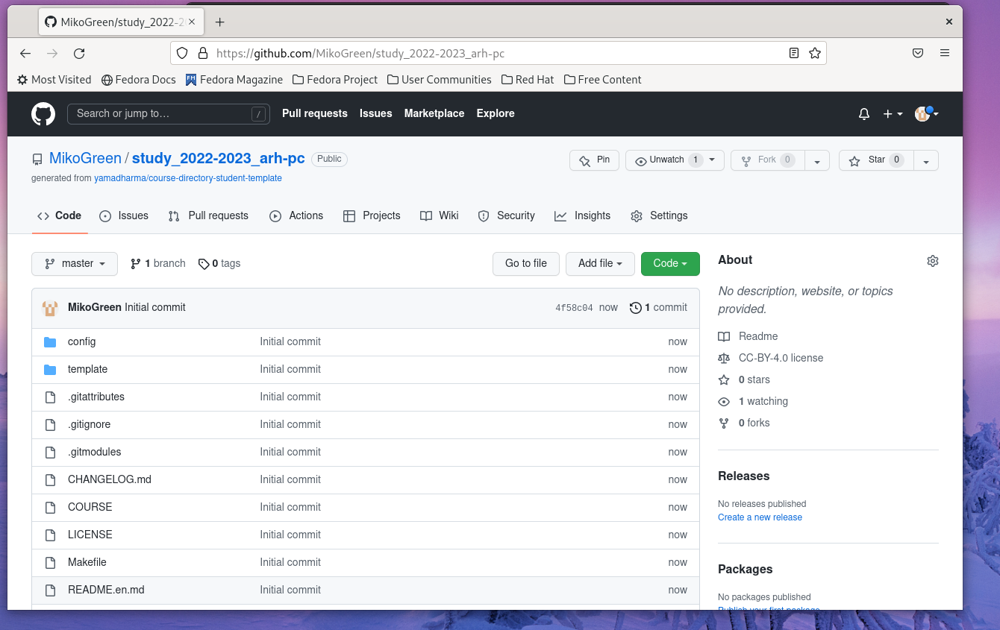 MikoGreen/study_2022-2
https://github.com/MikoGreen/study_2022-2023_arh-pc
Most Visited Fedora Docs FM Fedora Magazine Fedora Project User Communities Red Hat Free Content
Search or jump to… / Pull requests Issues Marketplace Explore
MikoGreen / study_2022-2023_arh-pc Public Pin Unwatch 1 Fork 0 Star 0
generated from yamadharma/course-directory-student-template
Code Issues Pull requests Actions Projects Wiki Security Insights Settings
master 1 branch 0 tags Go to file Add file Code
MikoGreen Initial commit 4f58c04 now 1 commit
config Initial commit now
template Initial commit now
.gitattributes Initial commit now
.gitignore Initial commit now
.gitmodules Initial commit now
CHANGELOG.md Initial commit now
COURSE Initial commit now
LICENSE Initial commit now
Makefile Initial commit now
README.en.md Initial commit now
About
No description, website, or topics
provided.
Readme
CC-BY-4.0 license
0 stars
1 watching
0 forks
Releases
No releases published
Create a new release
Packages
No packages published
Publish your first package